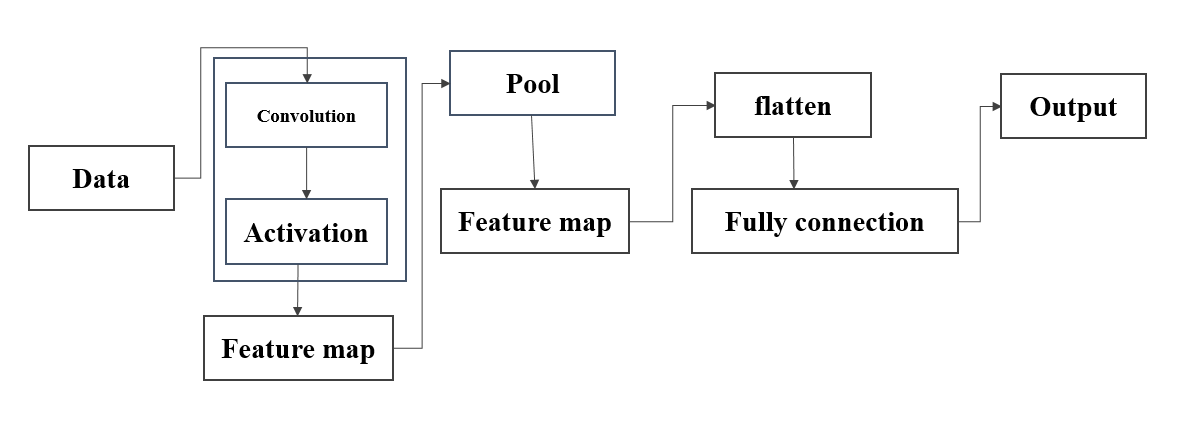 Data
Convolution
Activation
Feature map
Pool
Feature map
flatten
Fully connection
Output